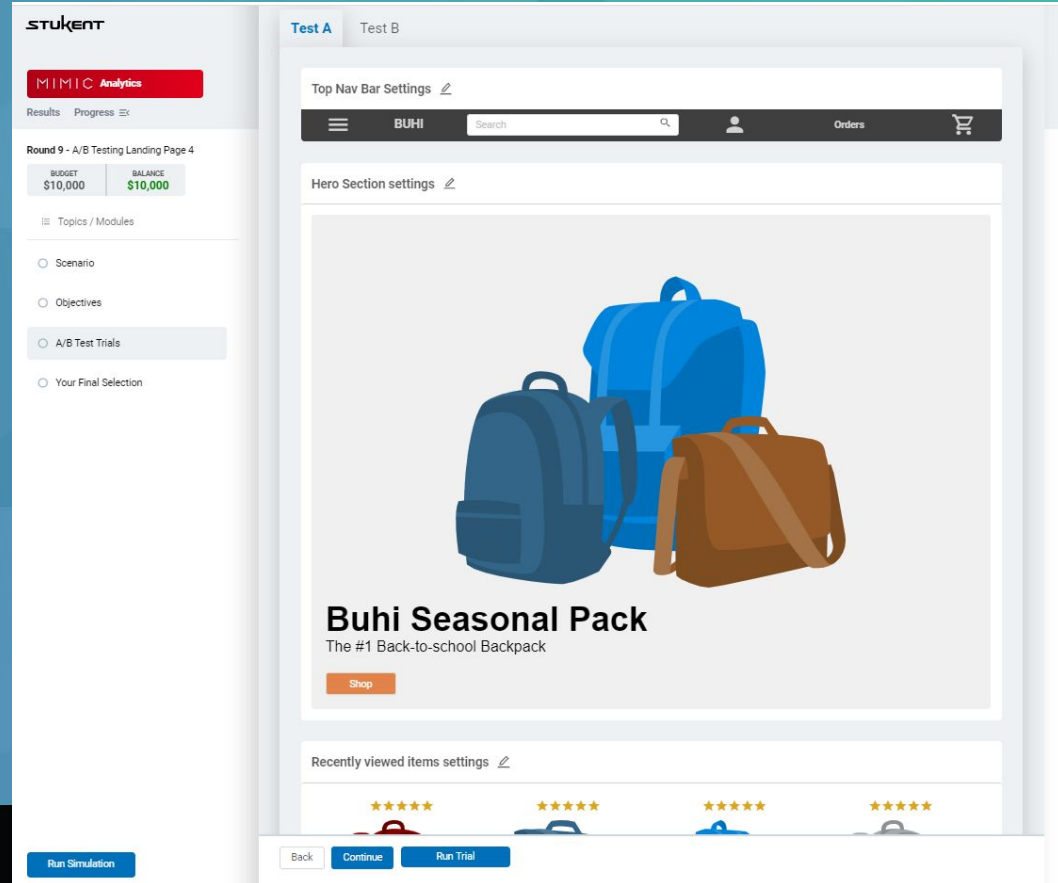 STUKENT
MIMIC Analytics
Results Progress
Round 9 - A/B Testing Landing Page 4
BUDGET BALANCE
$10,000 $10,000
Topics / Modules
Scenario
Objectives
A/B Test Trials
Your Final Selection
Run Simulation
Test A Test B
Top Nav Bar Settings
BUHI Search Orders
Hero Section settings
Buhi Seasonal Pack
The #1 Back-to-school Backpack
Shop
Recently viewed items settings
Back Continue Run Trial